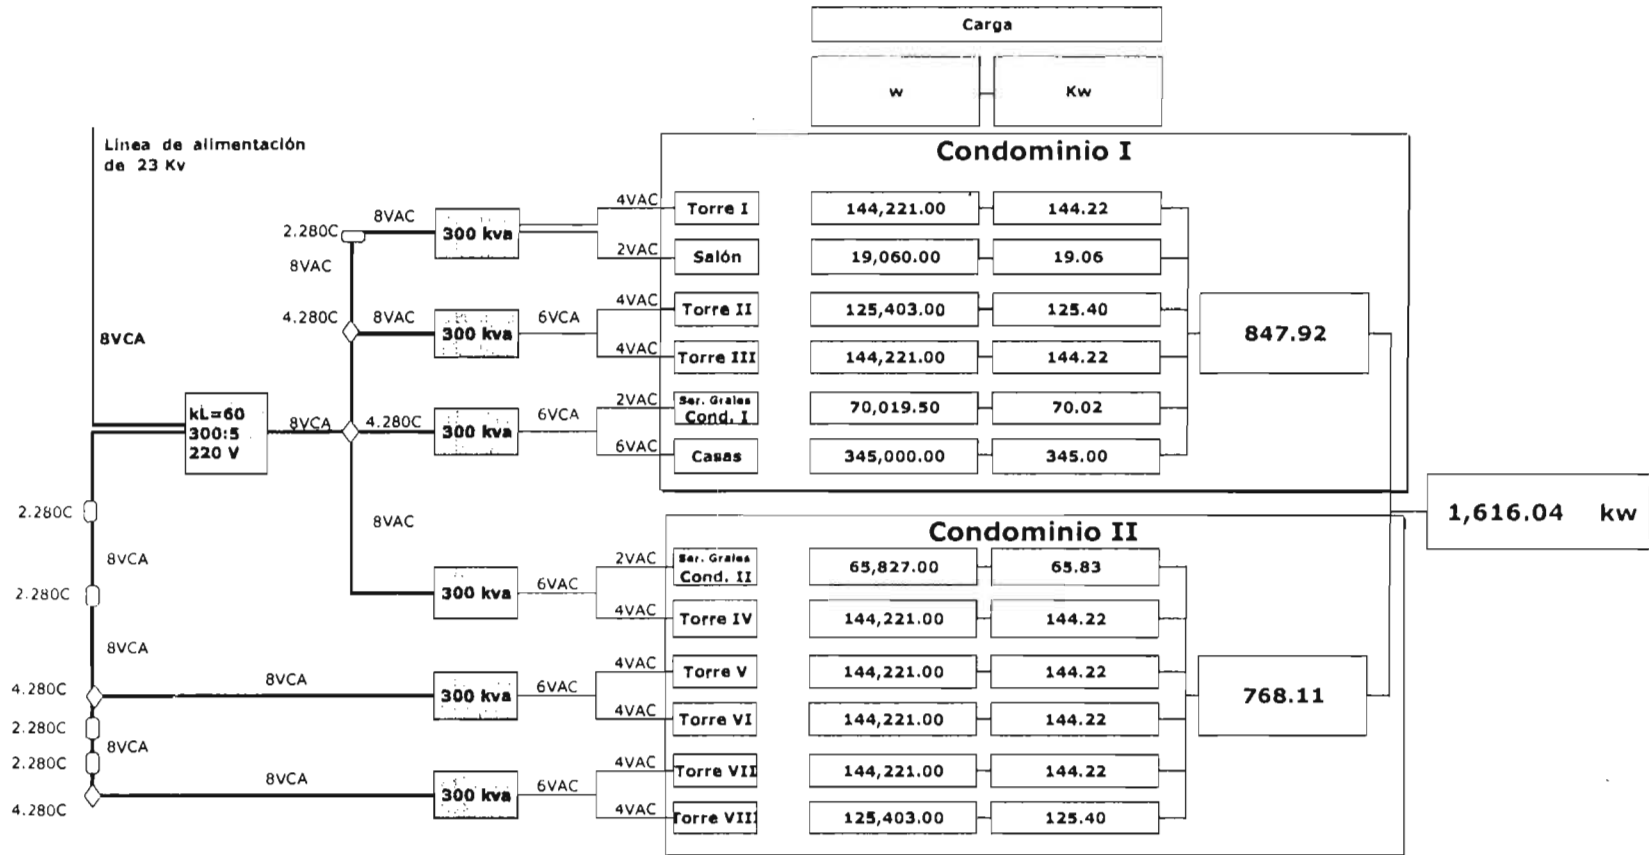 Carga
w
Kw
Línea de alimentación
de 23 Kv
8VCA
kL=60
300:5
220 V
8VCA
2.280C
8VAC
8VAC
4.280C
8VAC
4.280C
8VAC
300 kva
300 kva
6VCA
300 kva
6VCA
300 kva
6VAC
300 kva
6VAC
300 kva
6VAC
2.280C
8VCA
2.280C
8VCA
4.280C
8VCA
2.280C
8VCA
2.280C
8VCA
4.280C
Condominio I
4VAC Torre I 144,221.00 144.22
2VAC Salón 19,060.00 19.06
4VAC Torre II 125,403.00 125.40
4VAC Torre III 144,221.00 144.22
2VAC Ser. Grales
Cond. I 70,019.50 70.02
6VAC Casas 345,000.00 345.00
847.92
Condominio II
2VAC Ser. Grales
Cond. II 65,827.00 65.83
4VAC Torre IV 144,221.00 144.22
4VAC Torre V 144,221.00 144.22
4VAC Torre VI 144,221.00 144.22
4VAC Torre VII 144,221.00 144.22
4VAC Torre VIII 125,403.00 125.40
768.11
1,616.04 kw